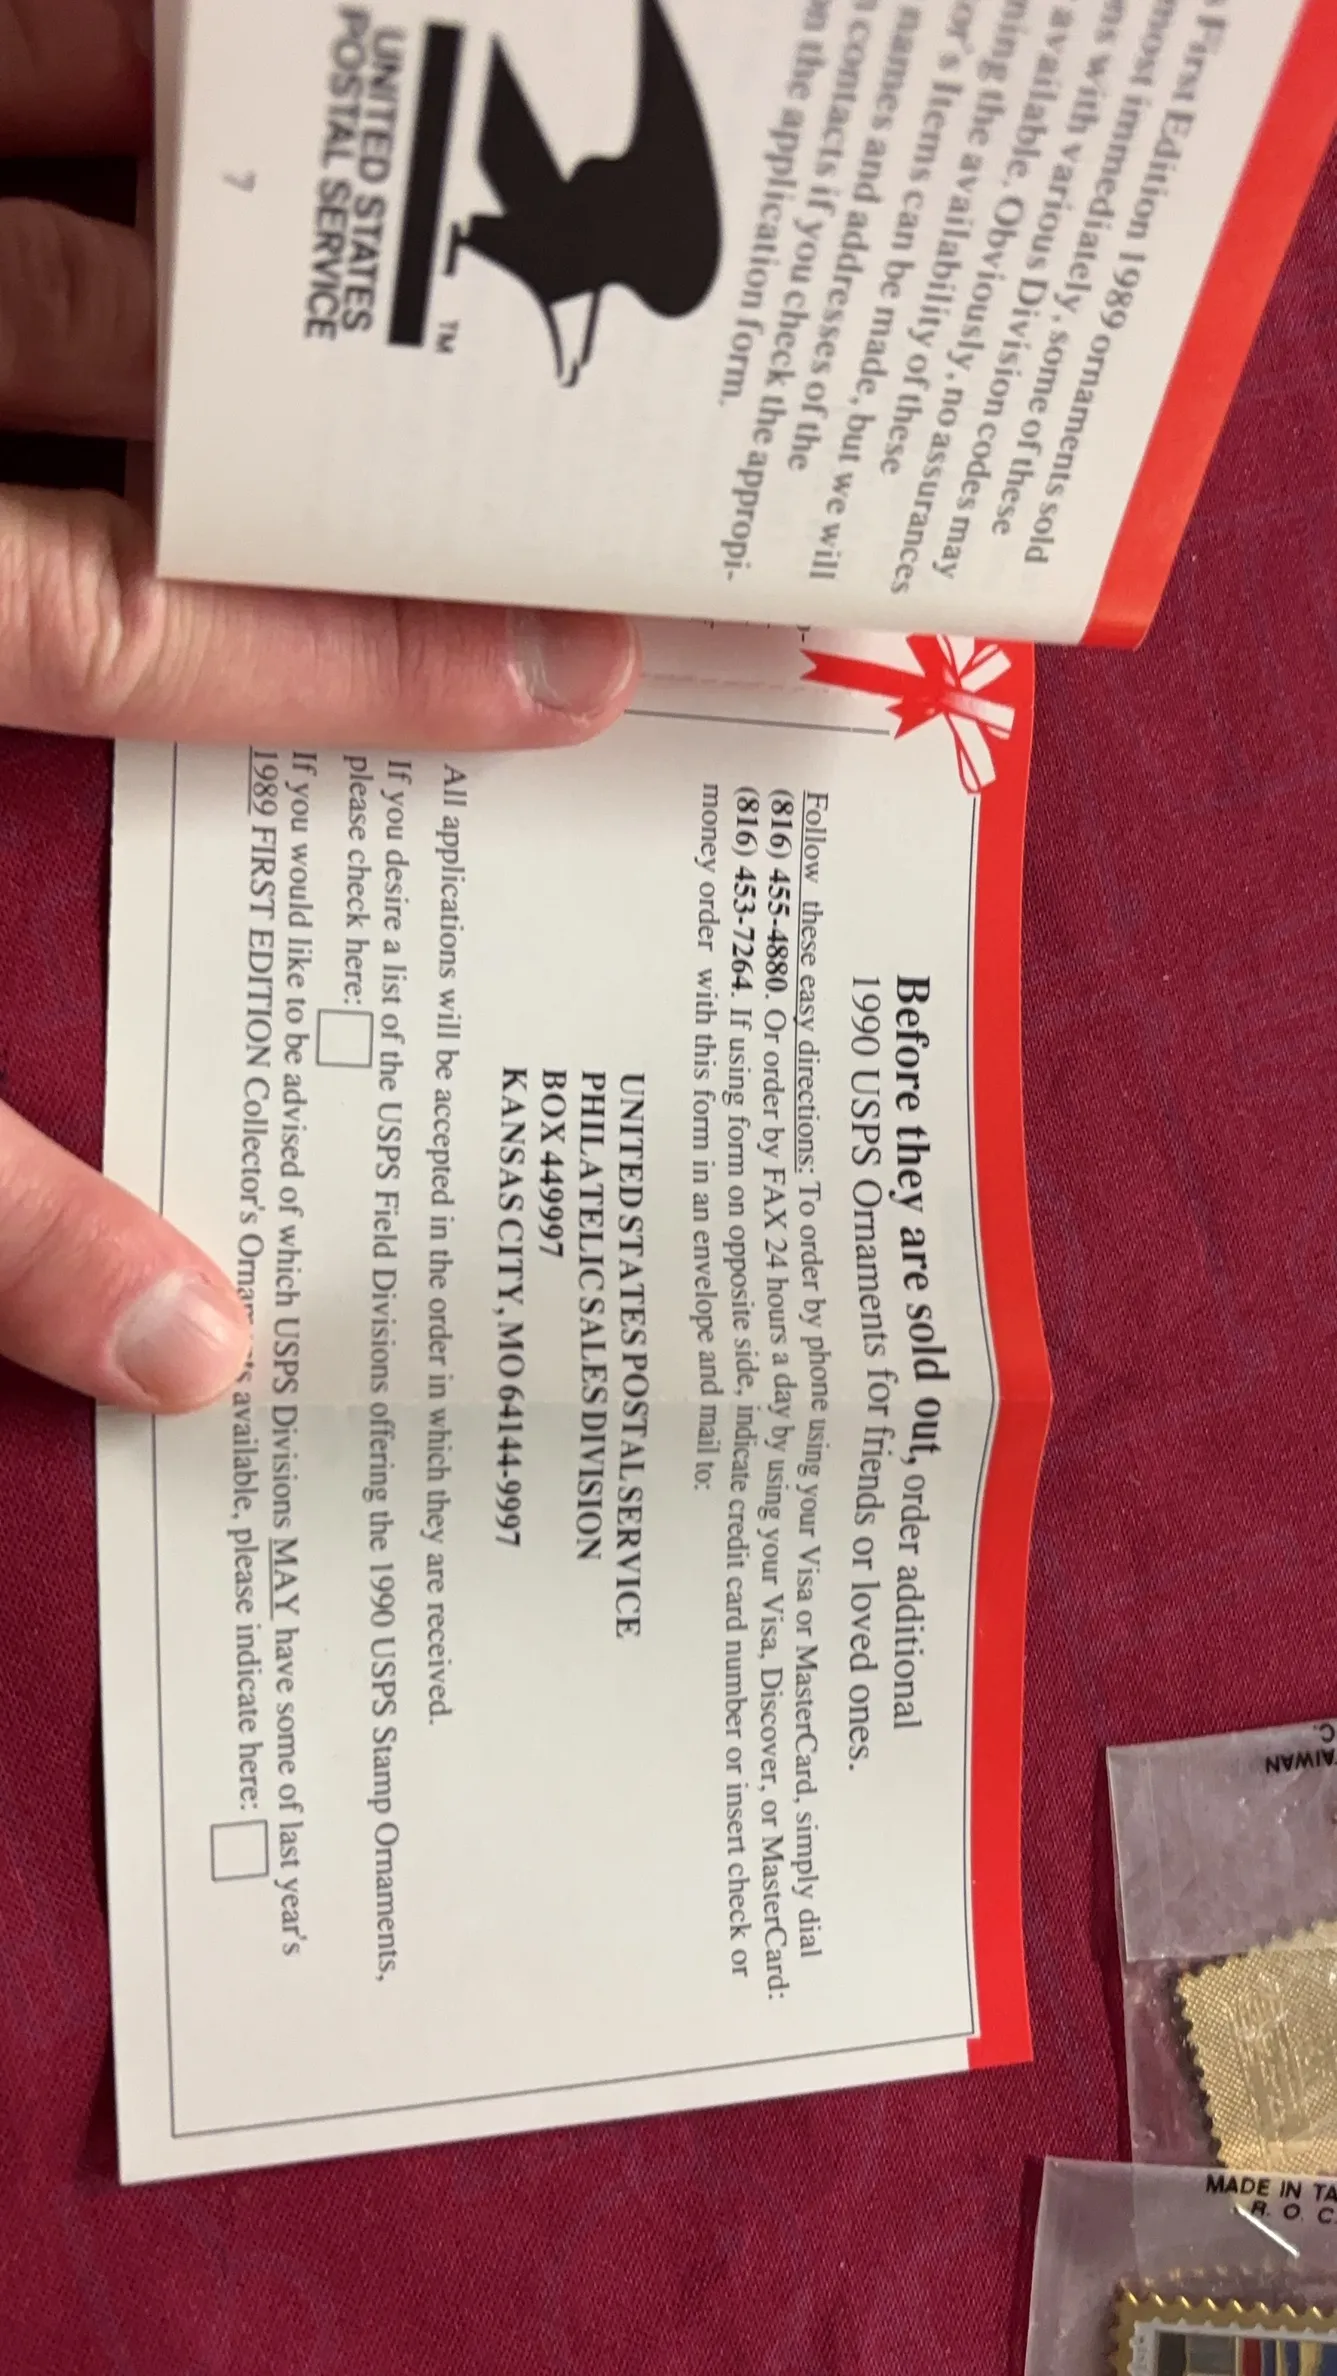 First Edition 1989 ornaments
most immediately, some of these
with various Divisions sold
available. Obviously, no assurances
the availability of these
Items can be made, but we will
names and addresses of the
contacts if you check the appropi-
the application form.
TM
UNITED STATES
POSTAL SERVICE
7
Before they are sold out, order additional
1990 USPS Ornaments for friends or loved ones.
Follow these easy directions: To order by phone using your Visa or MasterCard, simply dial
(816) 455-4880. Or order by FAX 24 hours a day by using your Visa, Discover, or MasterCard:
(816) 453-7264. If using form on opposite side, indicate credit card number or insert check or
money order with this form in an envelope and mail to:
UNITED STATES POSTAL SERVICE
PHILATELIC SALES DIVISION
BOX 449997
KANSAS CITY, MO 64144-9997
All applications will be accepted in the order in which they are received.
If you desire a list of the USPS Field Divisions offering the 1990 USPS Stamp Ornaments,
please check here:
If you would like to be advised of which USPS Divisions MAY have some of last year's
1989 FIRST EDITION Collector's available, please indicate here:
MADE IN
R. O. C.